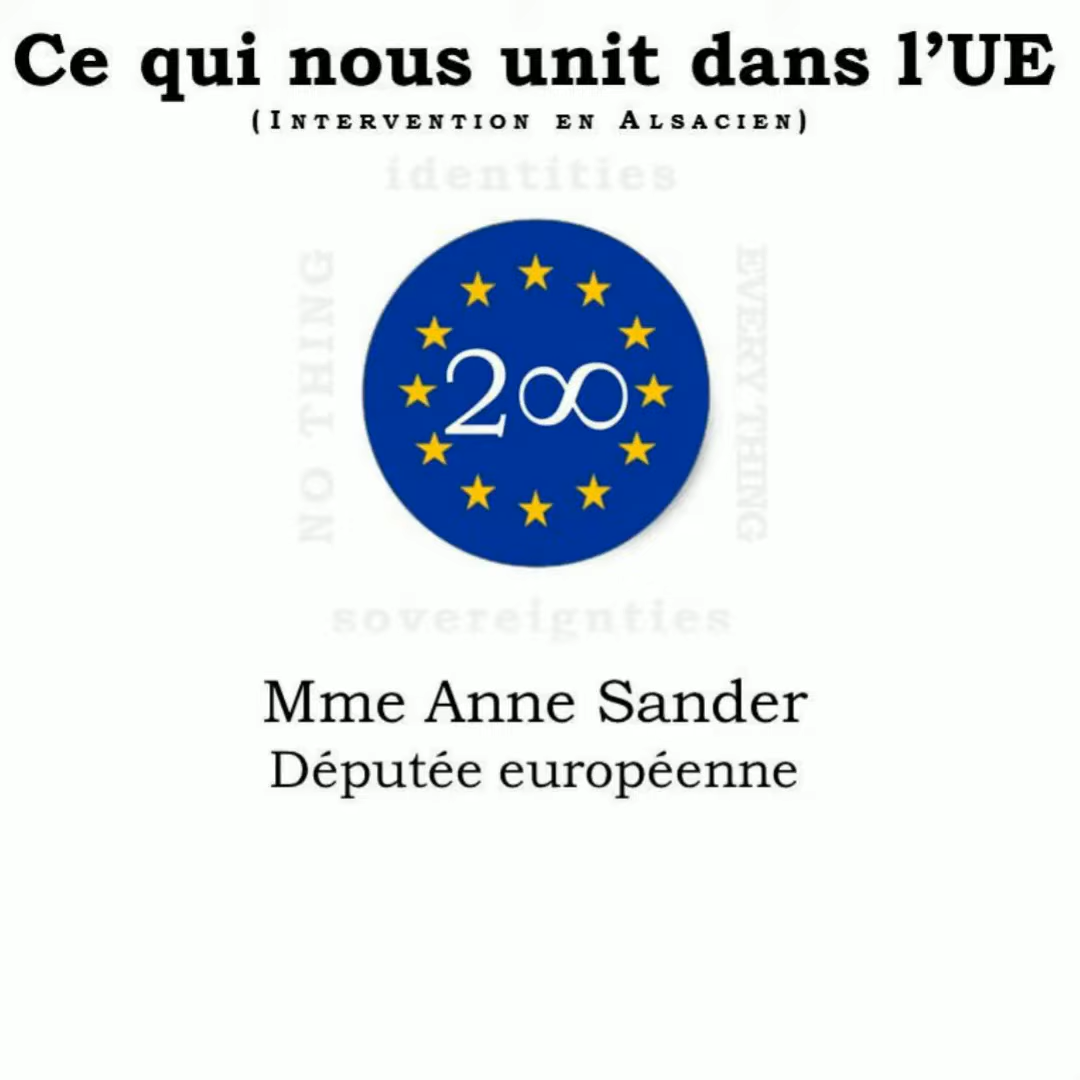 Ce qui nous unit dans l’UE
(Intervention en Alsacien)
identities
NO THING
2∞
EVERY THING
sovereignties
Mme Anne Sander
Députée européenne